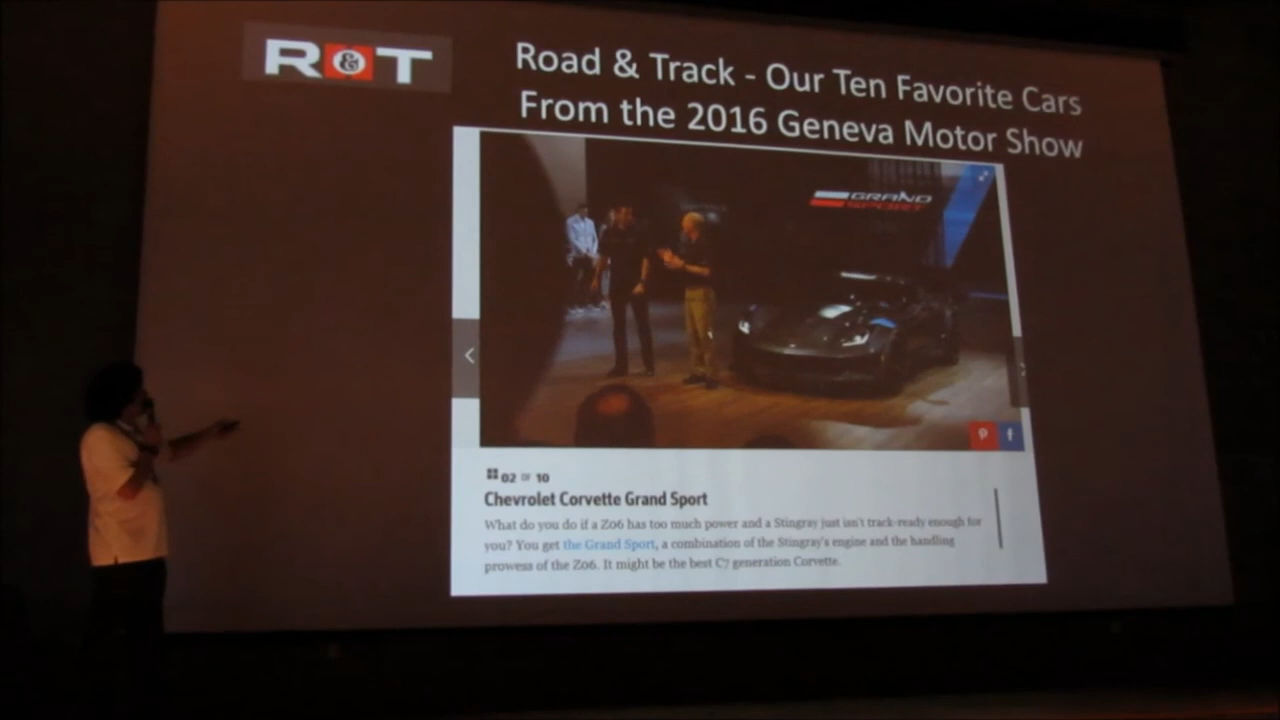 R&T
Road & Track - Our Ten Favorite Cars
From the 2016 Geneva Motor Show
GRAND
SPORT
02 OF 10
Chevrolet Corvette Grand Sport
What do you do if a Z06 has too much power and a Stingray just isn't track-ready enough for
you? You get the Grand Sport, a combination of the Stingray's engine and the handling
prowess of the Z06. It might be the best C7 generation Corvette.